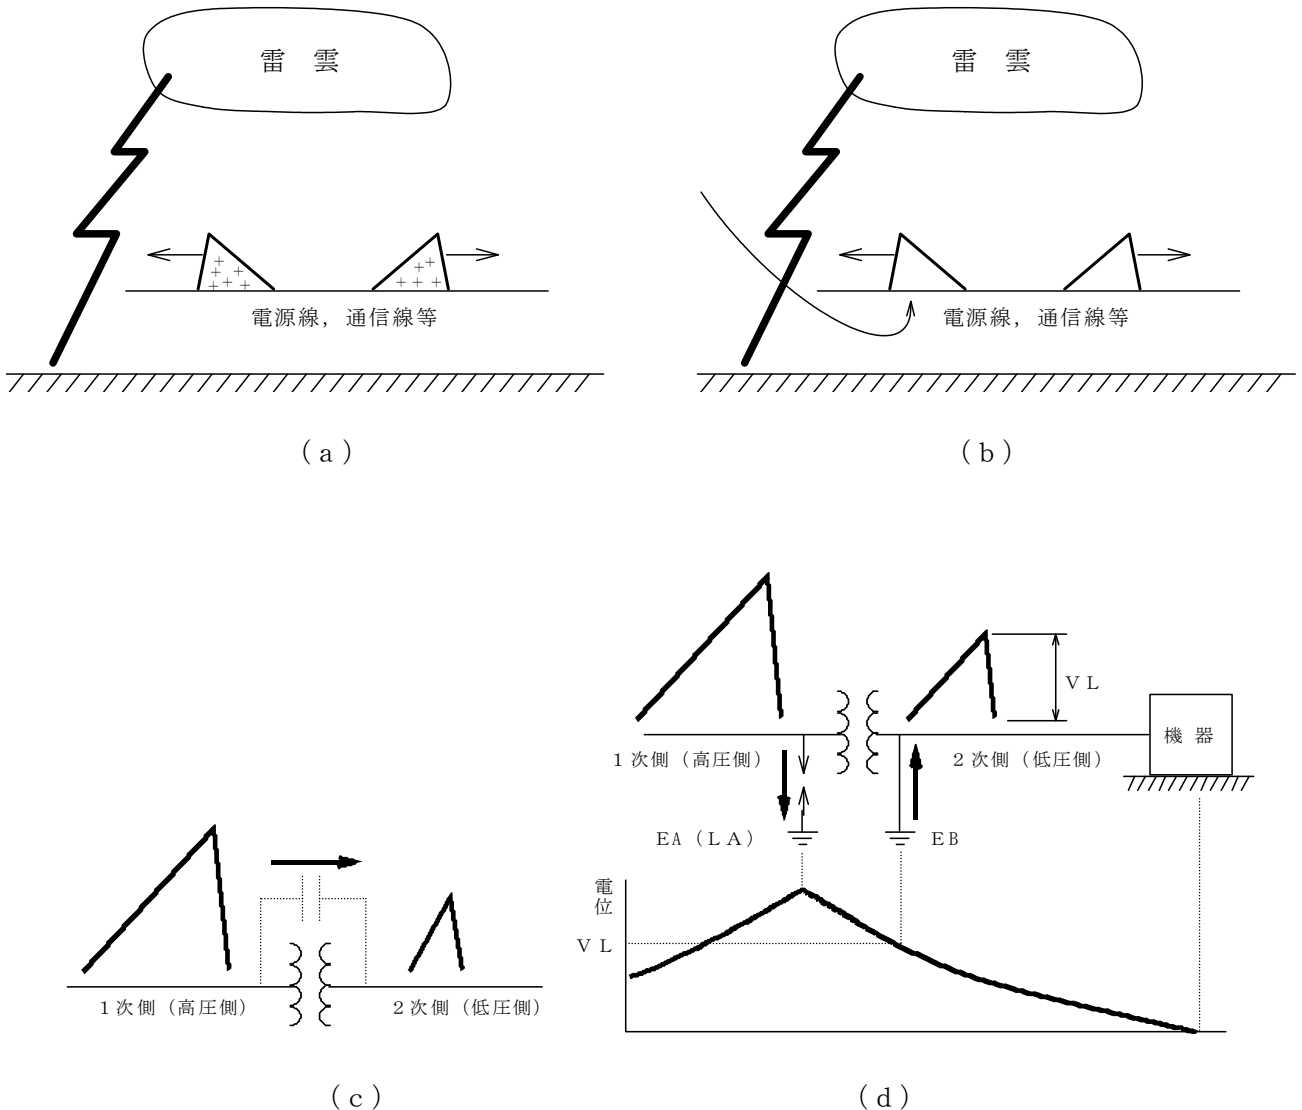 雷 雲
雷 雲
+ + + + + + +
+ + + + + + +
電源線，通信線等
電源線，通信線等
(a)
(b)
VL
機 器
1次側（高圧側）
2次側（低圧側）
EA（LA）
EB
電位
VL
1次側（高圧側）
2次側（低圧側）
(c)
(d)